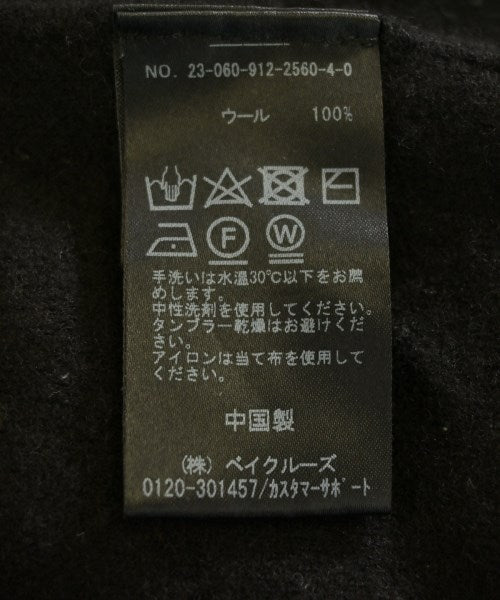 NO. 23-060-912-2560-4-0
ウール 100%
F W
手洗いは水温30℃以下をお薦
めします。
中性洗剤を使用してください。
タンブラー乾燥はお避けくだ
さい。
アイロンは当て布を使用して
ください。
中国製
(株) ベイクルーズ
0120-301457/カスタマーサポート